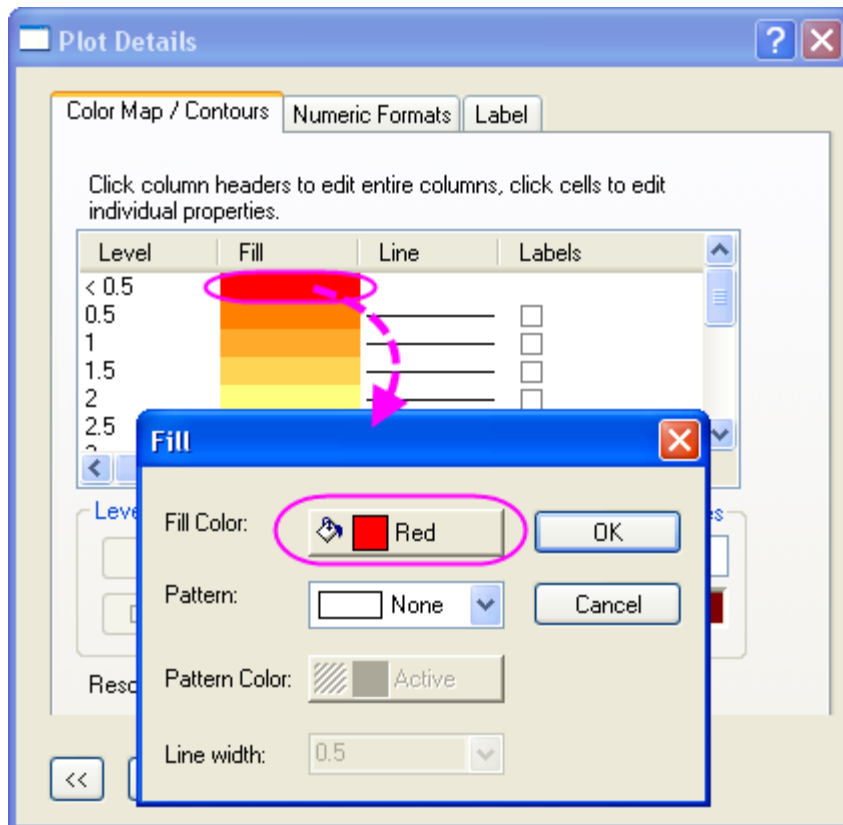 Plot Details
Color Map / Contours Numeric Formats Label
Click column headers to edit entire columns, click cells to edit
individual properties.
Level Fill Line Labels
< 0.5
0.5
1
1.5
2
2.5
Fill
Fill Color: Red OK
Pattern: None Cancel
Pattern Color: Active
Line width: 0.5
<<